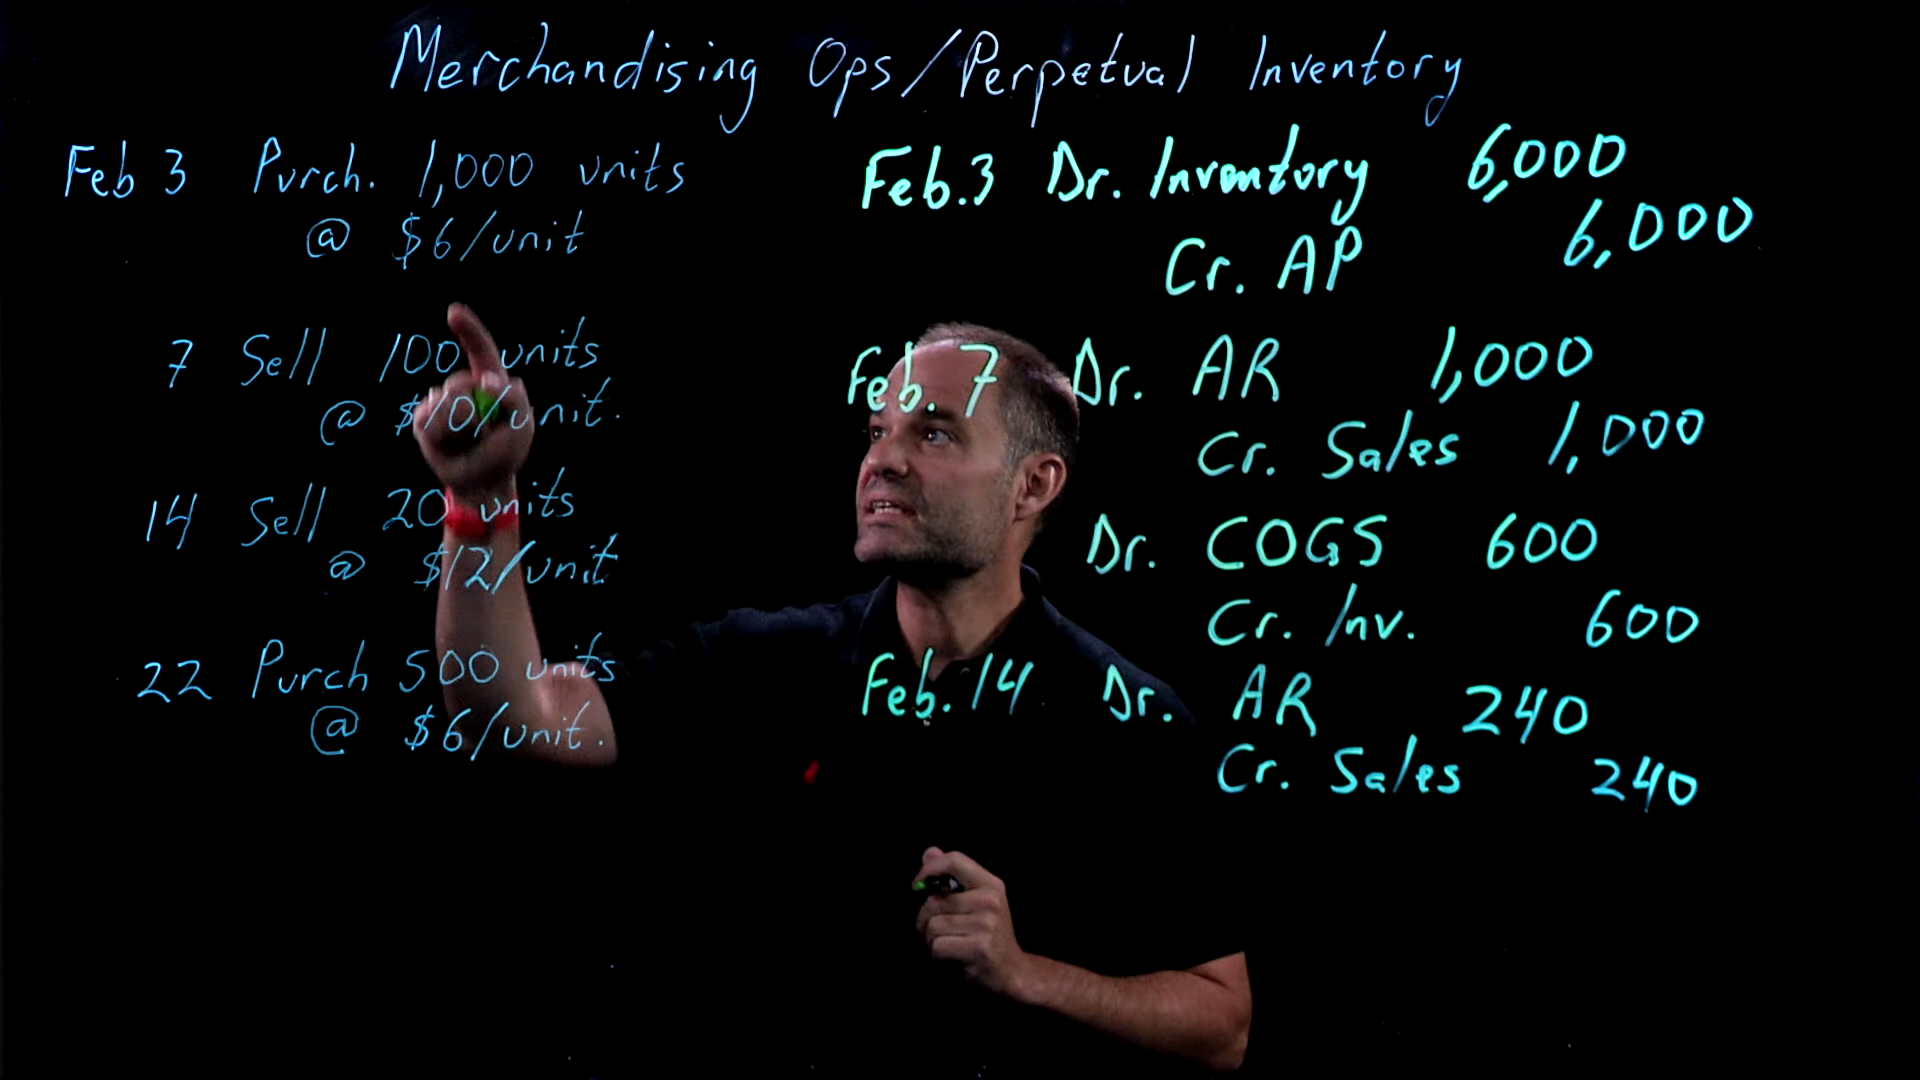 Merchandising Ops/Perpetual Inventory
Feb 3 Purch. 1,000 units
@ $6/unit
7 Sell 100 units
@ $10/unit.
14 Sell 20 units
@ $12/unit
22 Purch 500 units
@ $6/unit.
Feb.3 Dr. Inventory 6,000
Cr. AP 6,000
Feb. 7 Dr. AR 1,000
Cr. Sales 1,000
Dr. COGS 600
Cr. Inv. 600
Feb. 14 Dr. AR 240
Cr. Sales 240